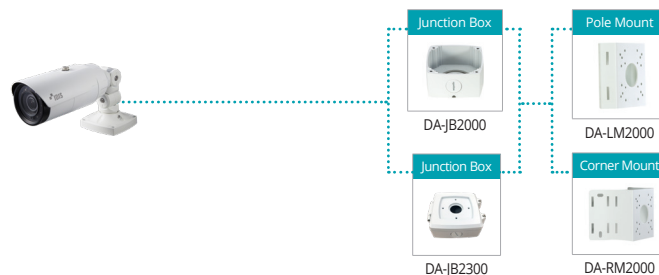 Junction Box
Pole Mount
DA-JB2000
DA-LM2000
Junction Box
Corner Mount
DA-JB2300
DA-RM2000